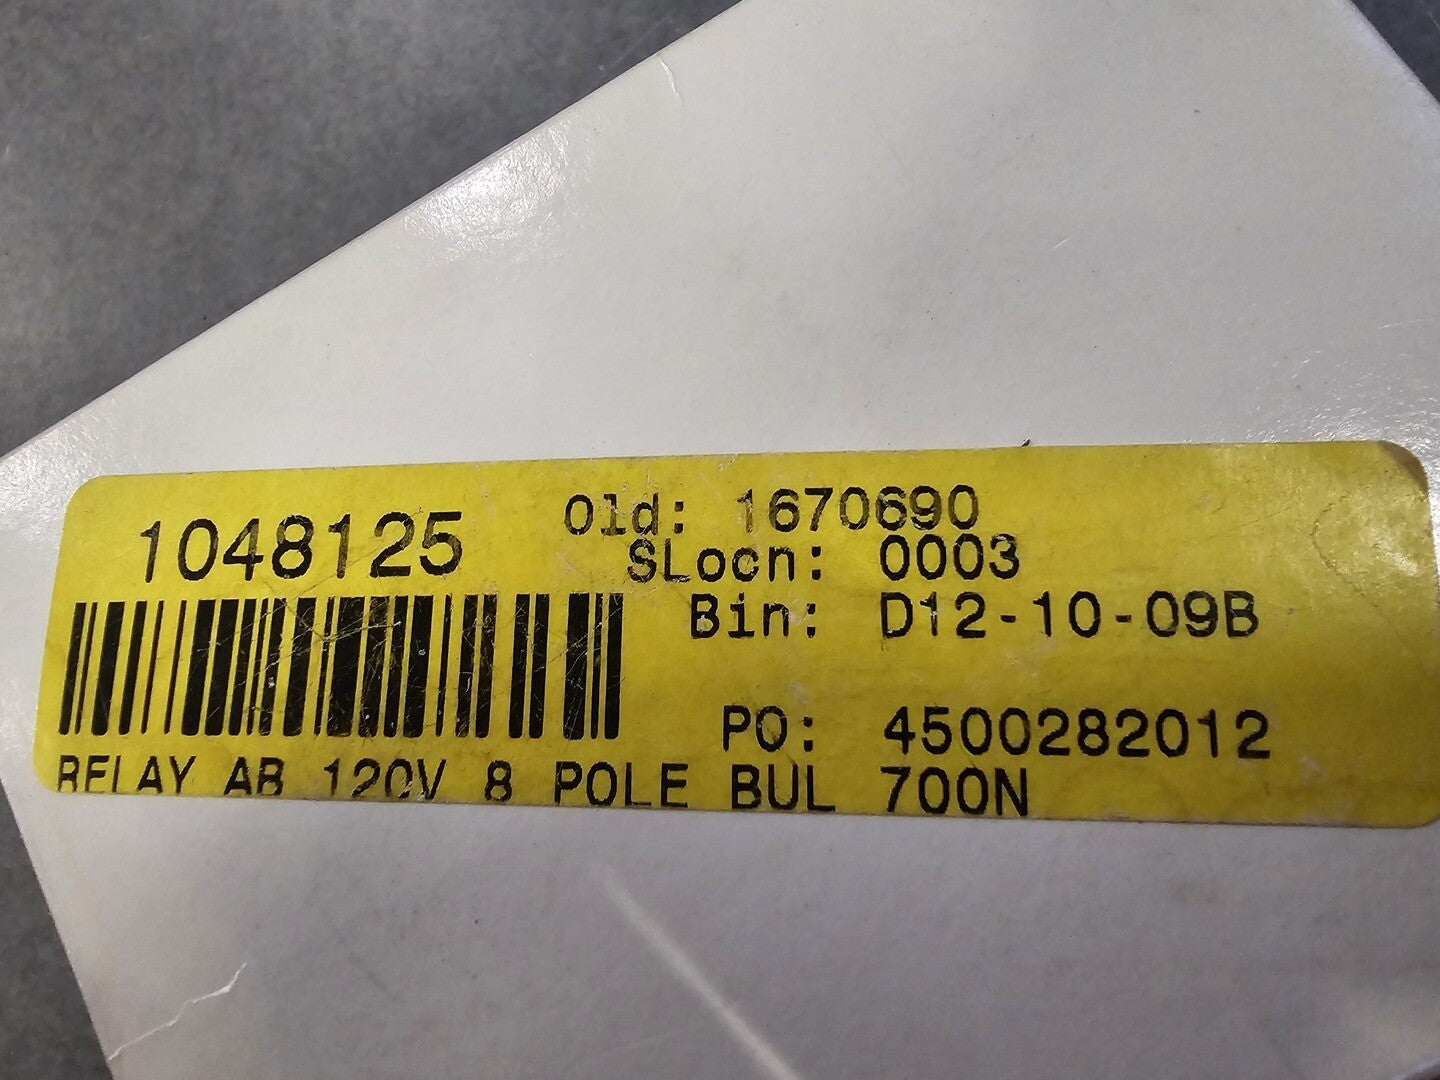 1048125
Old: 1670690
SLocn: 0003
Bin: D12-10-09B
PO: 4500282012
RELAY AB 120V 8 POLE BUL 700N